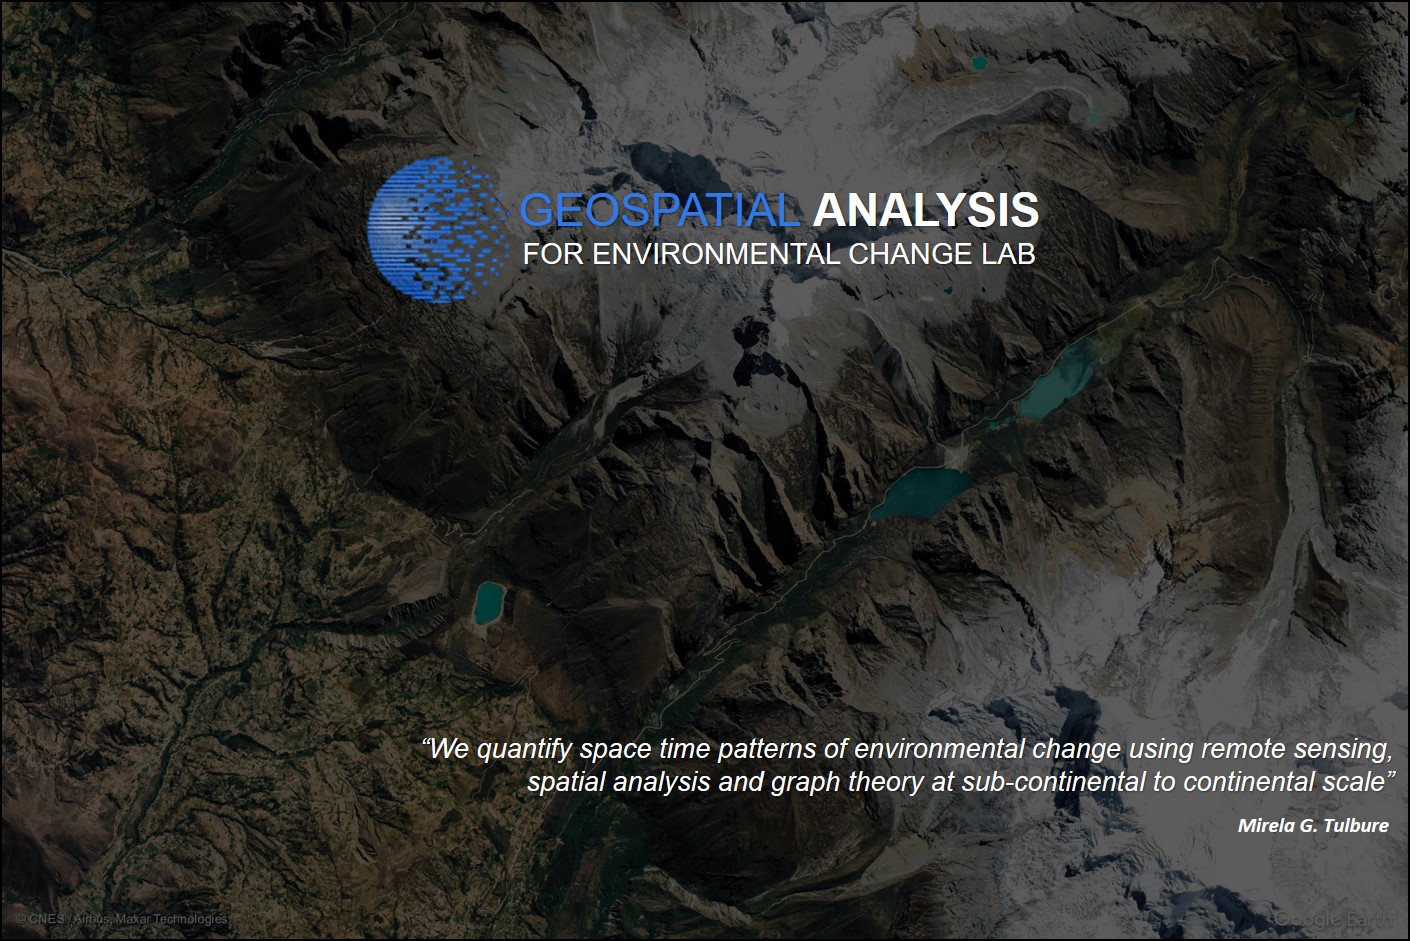 GEOSPATIAL ANALYSIS
FOR ENVIRONMENTAL CHANGE LAB
“We quantify space time patterns of environmental change using remote sensing,
spatial analysis and graph theory at sub-continental to continental scale”
Mirela G. Tulbure
© CNES / Airbus, Maxar Technologies
Google Earth